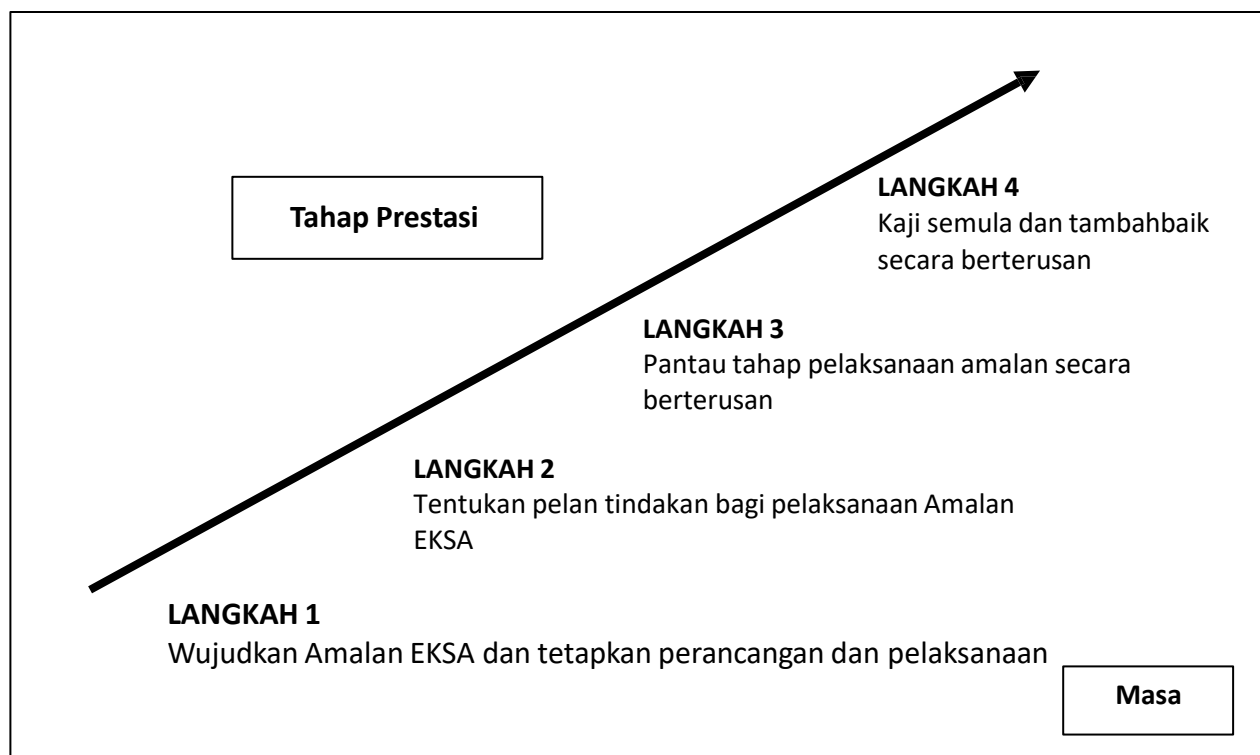 Tahap Prestasi
LANGKAH 4
Kaji semula dan tambahbaik
secara berterusan
LANGKAH 3
Pantau tahap pelaksanaan amalan secara
berterusan
LANGKAH 2
Tentukan pelan tindakan bagi pelaksanaan Amalan
EKSA
LANGKAH 1
Wujudkan Amalan EKSA dan tetapkan perancangan dan pelaksanaan
Masa